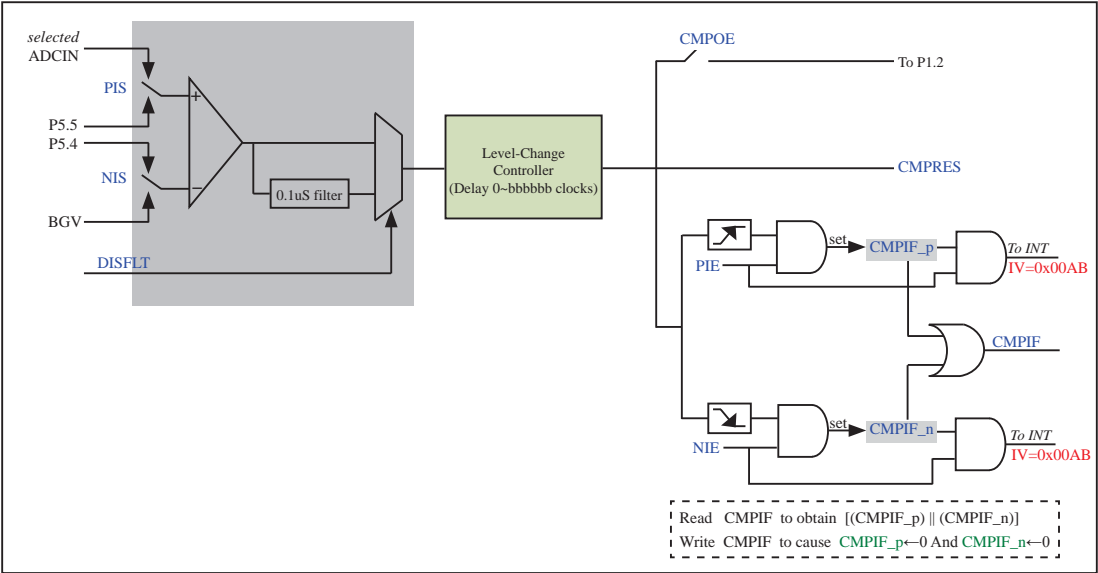 selected
ADCIN
PIS
P5.5
P5.4
NIS
BGV
DISFLT
+
−
0.1uS filter
Level-Change
Controller
(Delay 0~bbbbbb clocks)
CMPOE
To P1.2
CMPRES
PIE
set
CMPIF_p
To INT
IV=0x00AB
CMPIF
NIE
set
CMPIF_n
To INT
IV=0x00AB
Read CMPIF to obtain [(CMPIF_p) || (CMPIF_n)]
Write CMPIF to cause CMPIF_p←0 And CMPIF_n←0